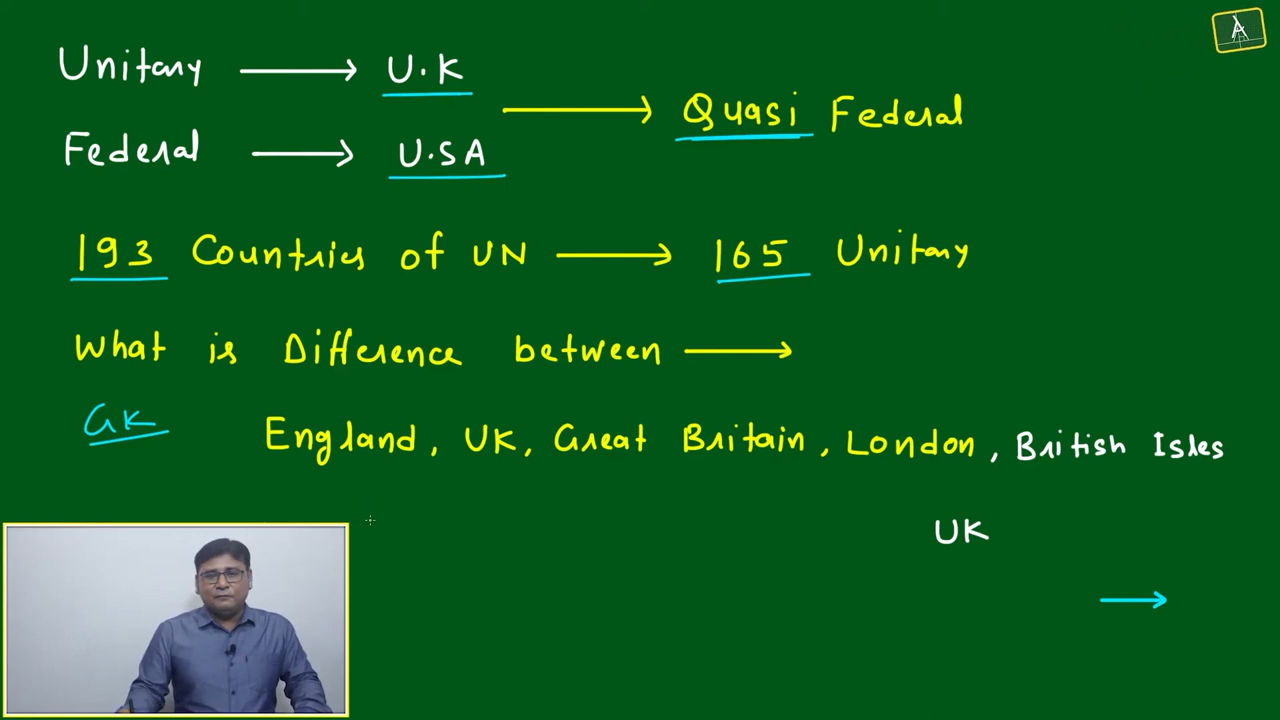 Unitary → U.K
Federal → U.SA
→ Quasi Federal
193 Countries of UN → 165 Unitary
What is Difference between →
GK
England, UK, Great Britain, London, British Isles
UK
→